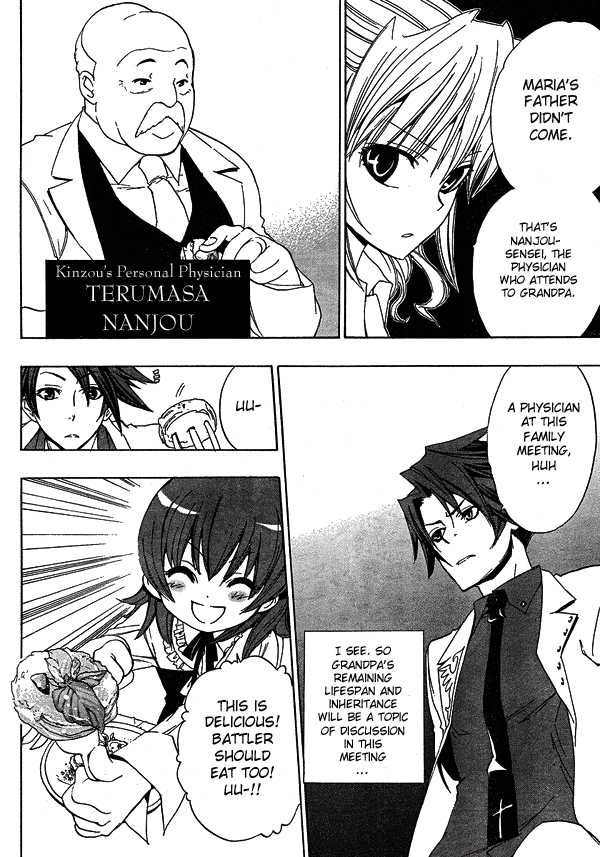 MARIA'S
FATHER
DIDN'T
COME.
THAT'S
NANJOU-
SENSEI, THE
PHYSICIAN
WHO ATTENDS
TO GRANDPA.
Kinzou's Personal Physician
TERUMASA
NANJOU
A PHYSICIAN
AT THIS
FAMILY
MEETING,
HUH
...
I SEE. SO
GRANDPA'S
REMAINING
LIFESPAN AND
INHERITANCE
WILL BE A TOPIC
OF DISCUSSION
IN THIS
MEETING
...
UU-
THIS IS
DELICIOUS!
BATTLER
SHOULD
EAT TOO!
UU-!!